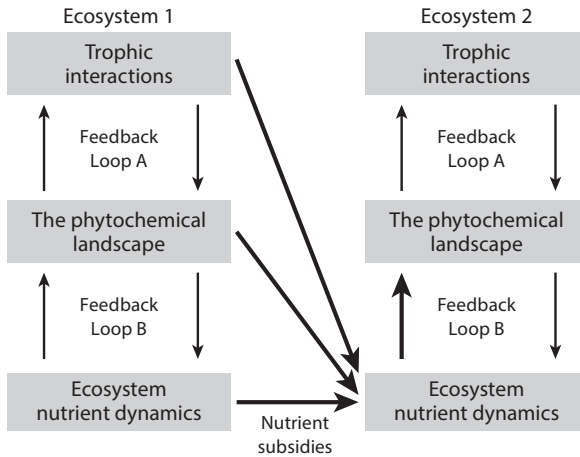 Ecosystem 1
Trophic
interactions
Feedback
Loop A
The phytochemical
landscape
Feedback
Loop B
Ecosystem
nutrient dynamics
Nutrient
subsidies
Ecosystem 2
Trophic
interactions
Feedback
Loop A
The phytochemical
landscape
Feedback
Loop B
Ecosystem
nutrient dynamics